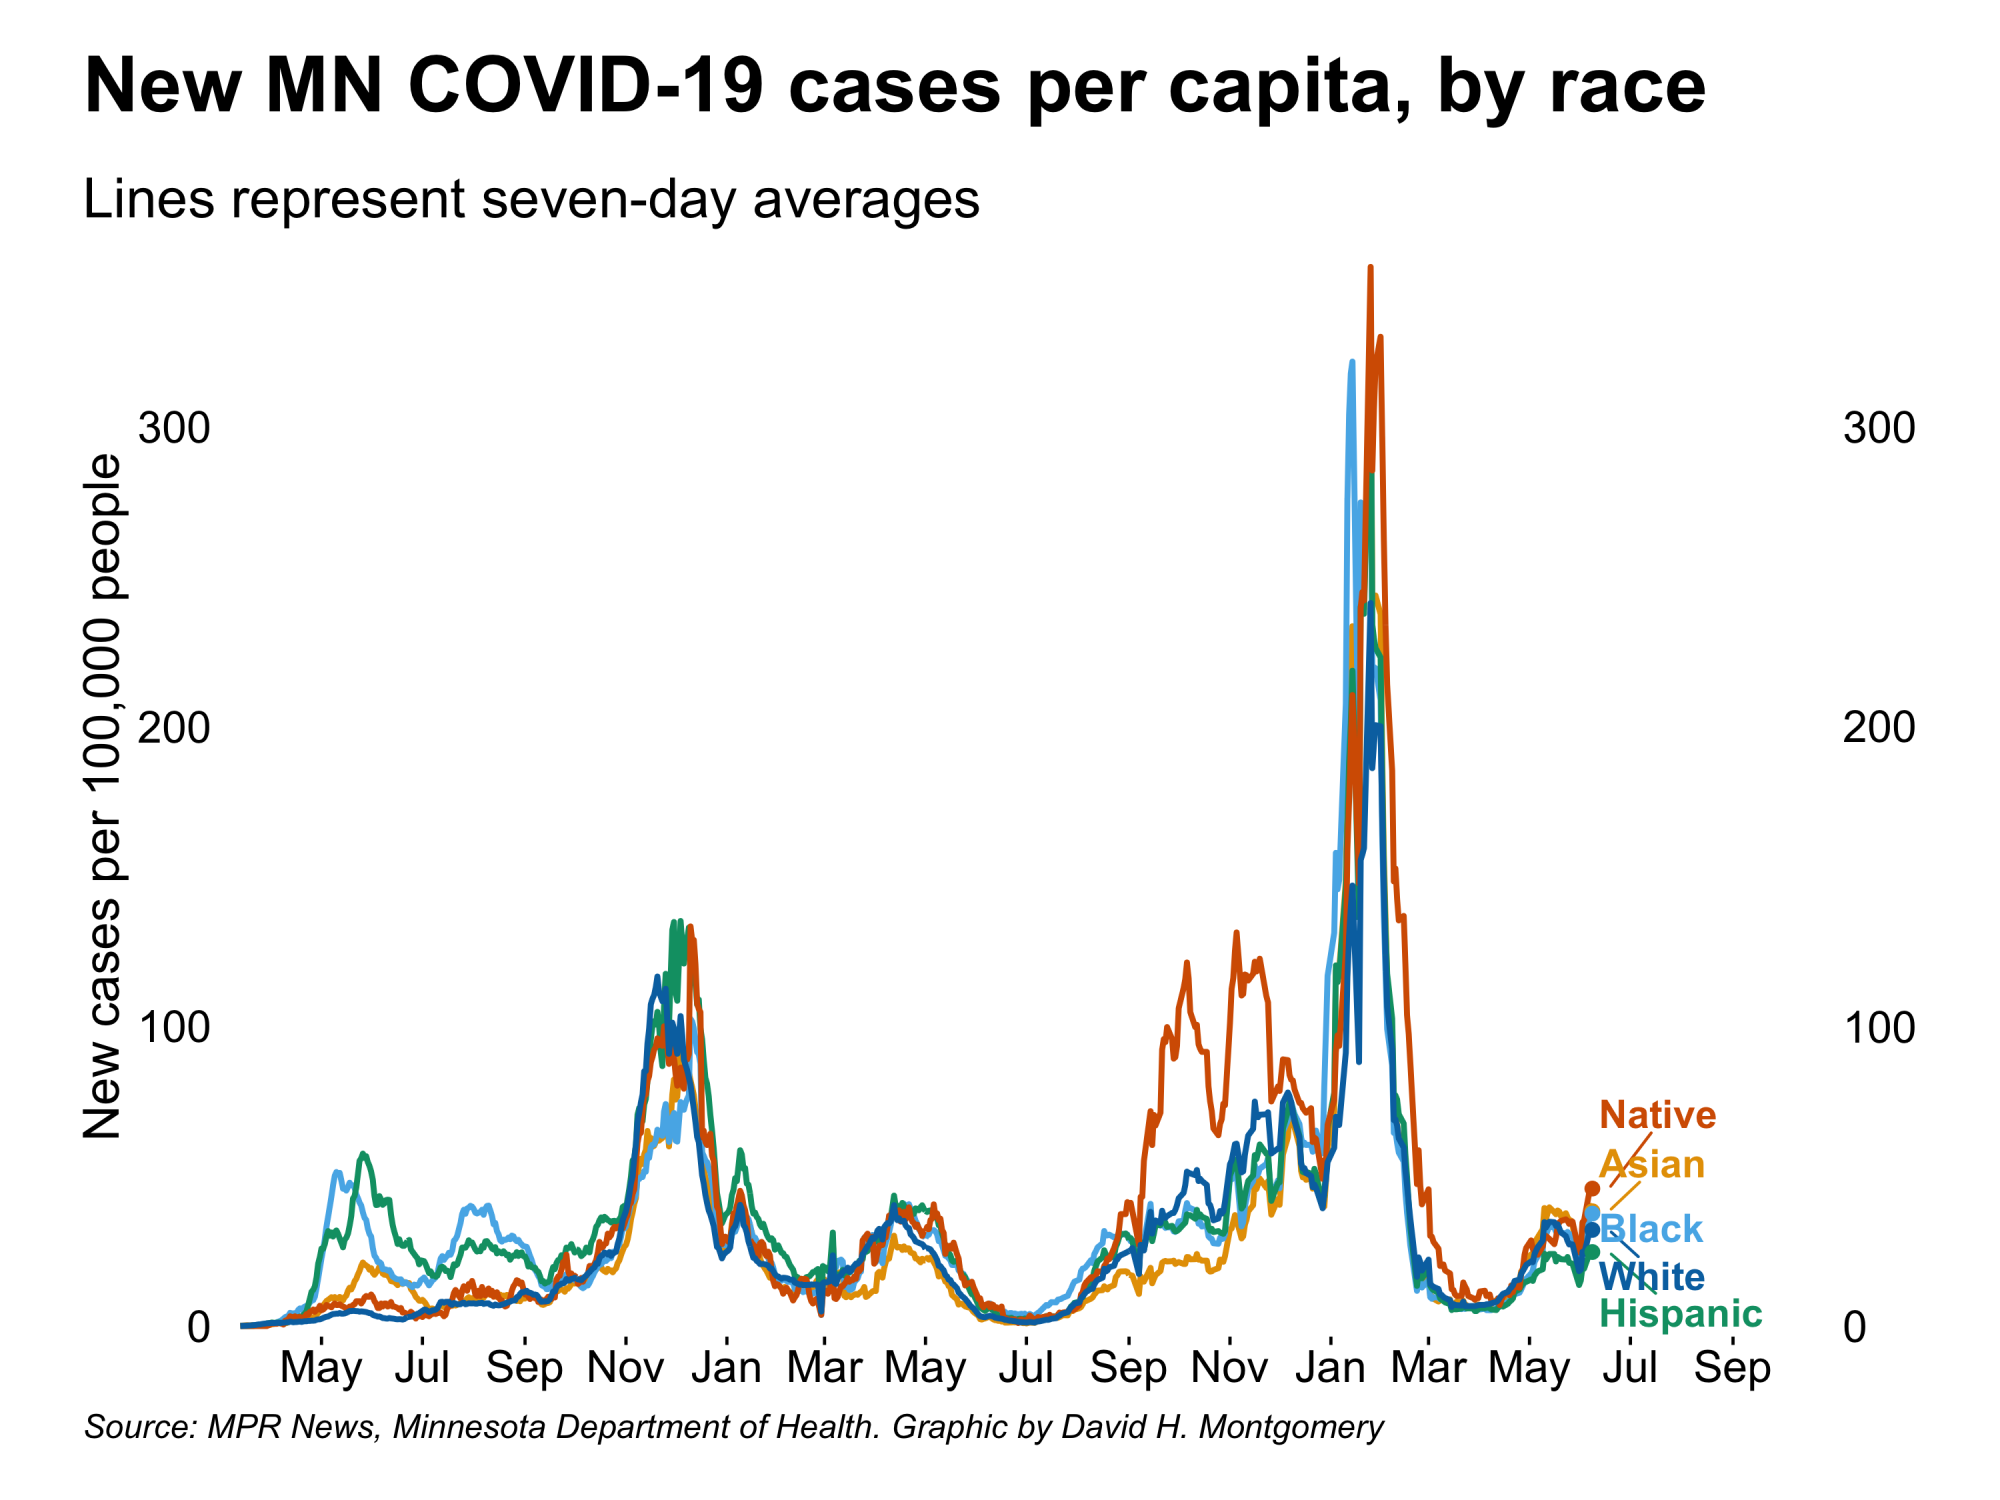 New MN COVID-19 cases per capita, by race
Lines represent seven-day averages
New cases per 100,000 people
300
200
100
0
300
200
100
0
Native
Asian
Black
White
Hispanic
May Jul Sep Nov Jan Mar May Jul Sep Nov Jan Mar May Jul Sep
Source: MPR News, Minnesota Department of Health. Graphic by David H. Montgomery